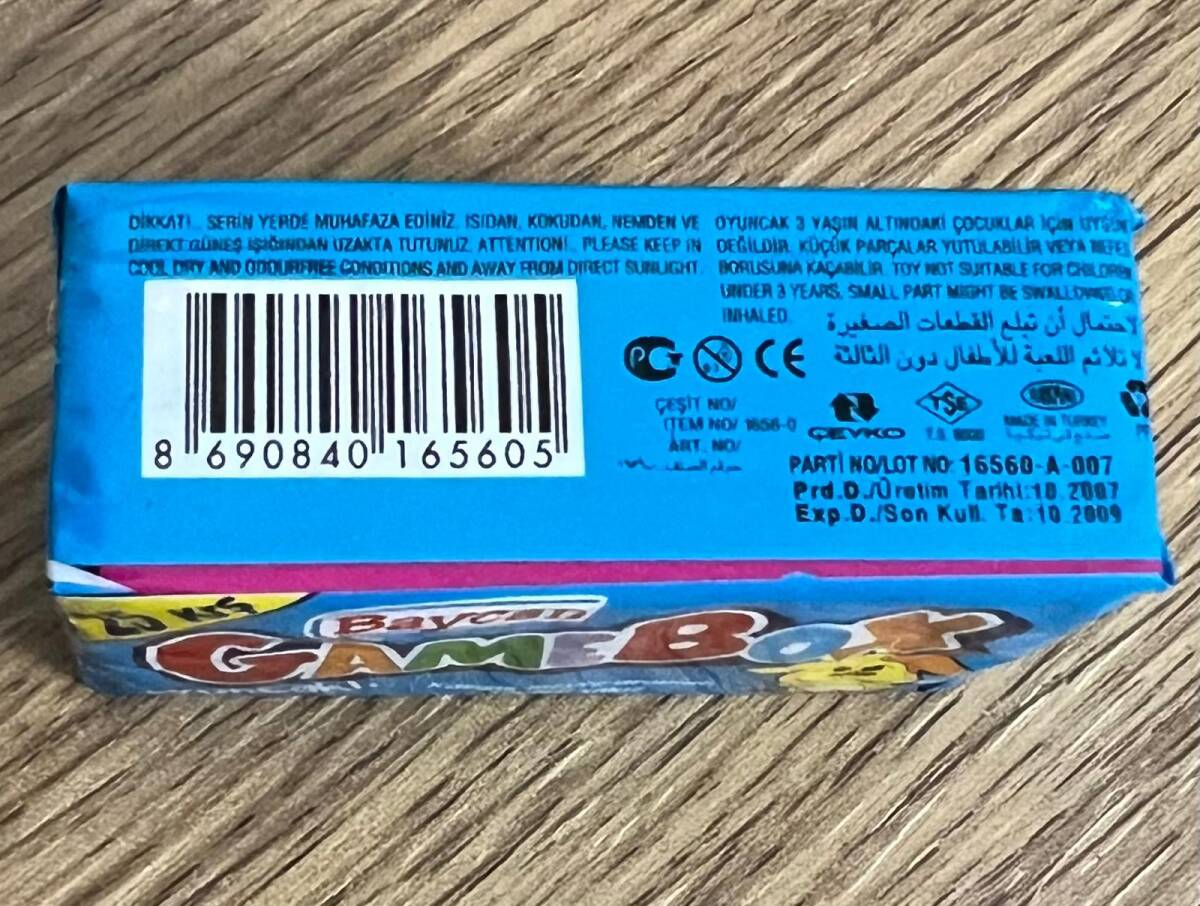 DİKKAT! SERİN YERDE MUHAFAZA EDİNİZ. ISIDAN, KOKUDAN, NEMDEN VE
DİREKT GÜNEŞ IŞIĞINDAN UZAKTA TUTUNUZ. ATTENTION! PLEASE KEEP IN
COOL DRY AND ODOURFREE CONDITIONS AND AWAY FROM DIRECT SUNLIGHT.
OYUNCAK 3 YAŞIN ALTINDAKİ ÇOCUKLAR İÇİN UYGUN
DEĞİLDİR. KÜÇÜK PARÇALAR YUTULABİLİR VEYA NEFES
BORUSUNA KAÇABİLİR. TOY NOT SUITABLE FOR CHILDREN
UNDER 3 YEARS. SMALL PART MIGHT BE SWALLOWED
INHALED.
لاحتمال أن تبلع القطعات الصغيرة
لا تلائم اللعبة للأطفال دون الثالثة
8 690840 165605
CE
ÇEŞİT NO/
ITEM NO/ 1656-0
ART. NO/
ÇEVKO
TSE
MADE IN TURKEY
PARTİ NO/LOT NO: 16560-A-007
Prd.D./Üretim Tarihi:10.2007
Exp.D./Son Kull. Ta:10.2009
Baycan
GAMEBOX